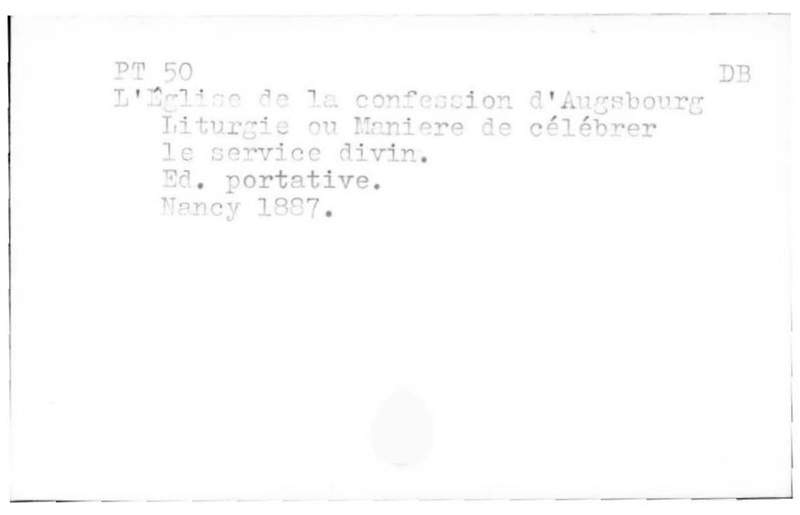 PT 50 DB
L'Église de la confession d'Augsbourg
Liturgie ou Maniere de célébrer
le service divin.
Ed. portative.
Nancy 1887.